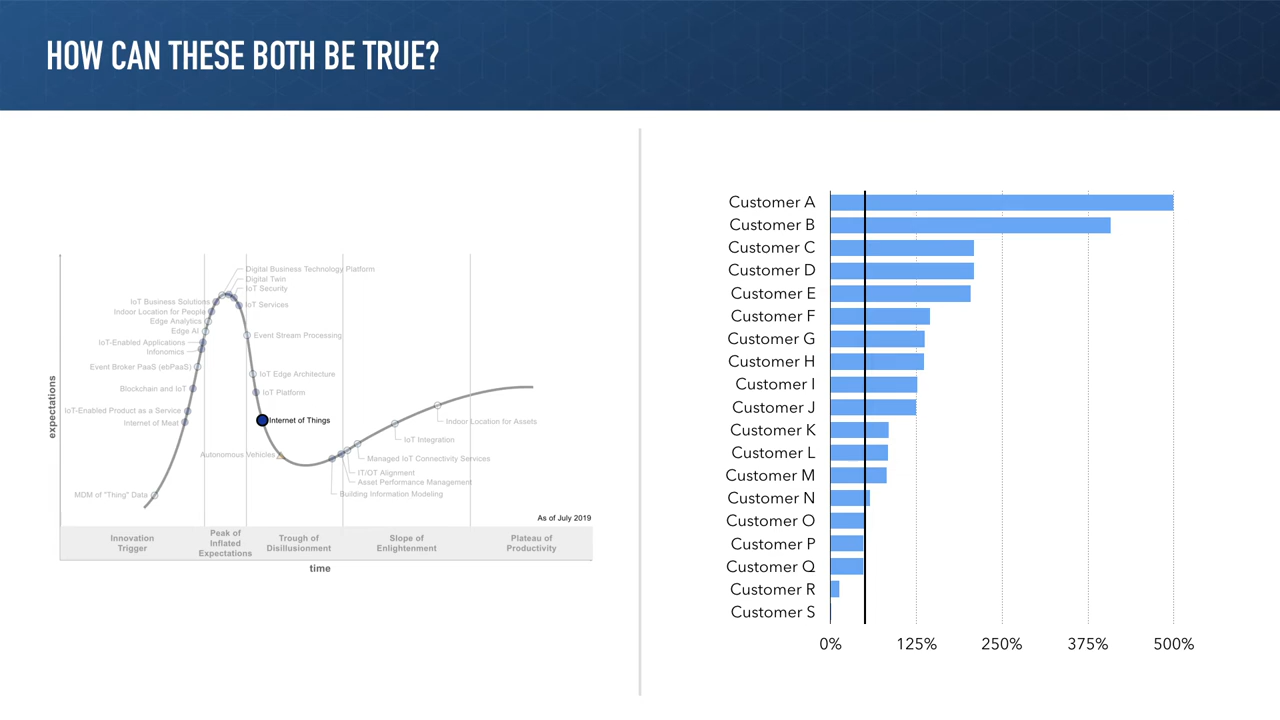 HOW CAN THESE BOTH BE TRUE?
expectations
Digital Business Technology Platform
Digital Twin
IoT Security
IoT Business Solutions
IoT Services
Indoor Location for People
Edge Analytics
Edge AI
Event Stream Processing
IoT-Enabled Applications
Infonomics
Event Broker PaaS (ebPaaS)
IoT Edge Architecture
Blockchain and IoT
IoT Platform
IoT-Enabled Product as a Service
Internet of Meat
Internet of Things
Indoor Location for Assets
IoT Integration
Autonomous Vehicles
Managed IoT Connectivity Services
IT/OT Alignment
Asset Performance Management
Building Information Modeling
MDM of "Thing" Data
As of July 2019
Innovation
Trigger
Peak of
Inflated
Expectations
Trough of
Disillusionment
Slope of
Enlightenment
Plateau of
Productivity
time
Customer A
Customer B
Customer C
Customer D
Customer E
Customer F
Customer G
Customer H
Customer I
Customer J
Customer K
Customer L
Customer M
Customer N
Customer O
Customer P
Customer Q
Customer R
Customer S
0% 125% 250% 375% 500%